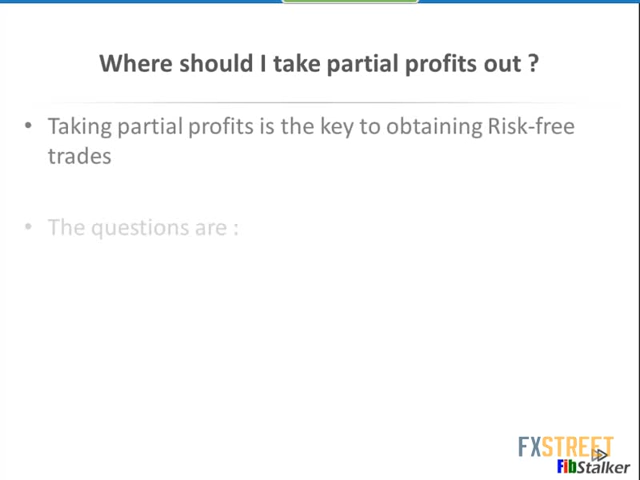 Where should I take partial profits out ?
• Taking partial profits is the key to obtaining Risk-free
trades
• The questions are :
FXSTREET
FibStalker